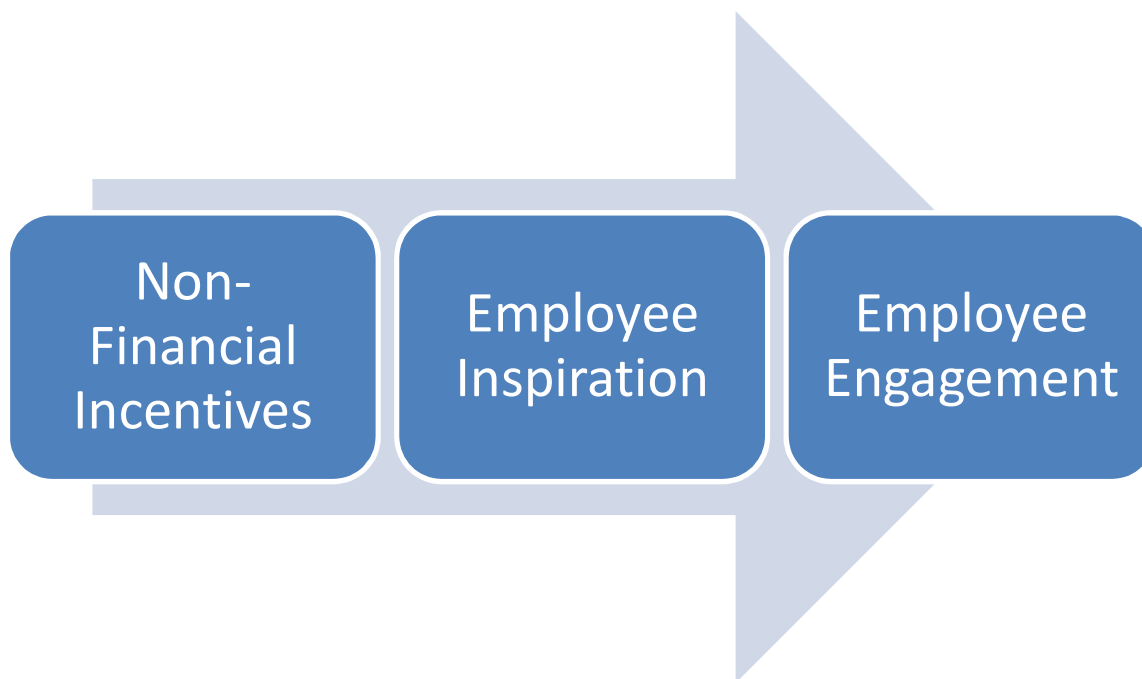 Non-
Financial
Incentives
Employee
Inspiration
Employee
Engagement